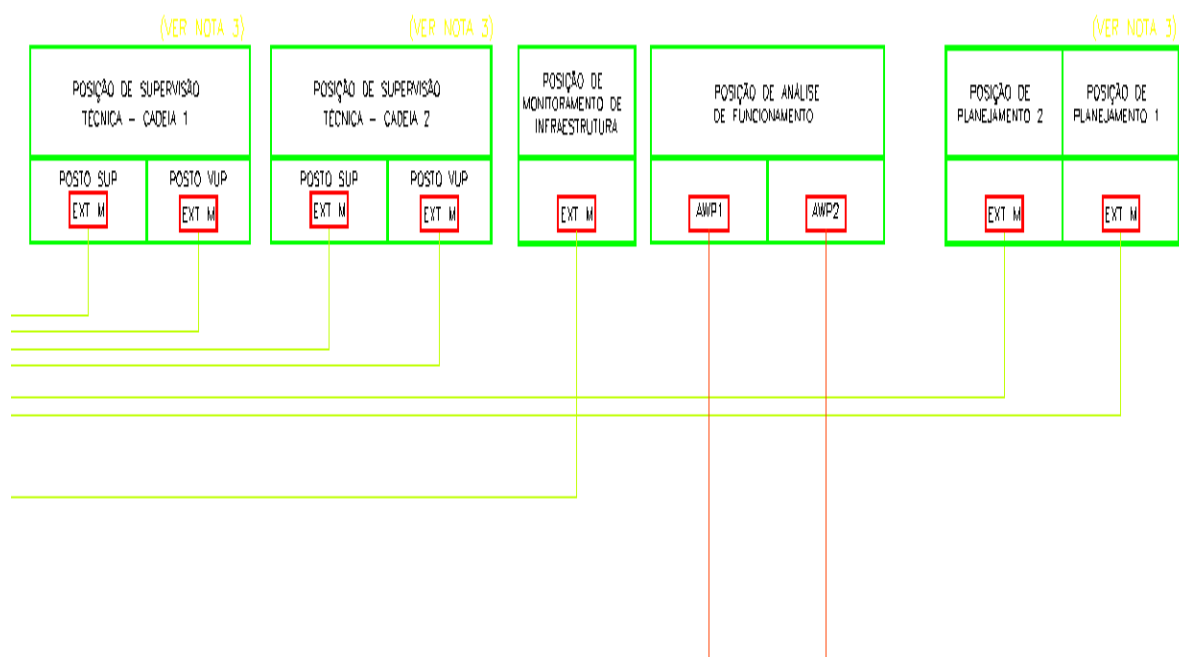 (VER NOTA 3)
(VER NOTA 3)
(VER NOTA 3)
POSIÇÃO DE SUPERVISÃO
TÉCNICA - CADEIA 1
POSIÇÃO DE SUPERVISÃO
TÉCNICA - CADEIA 2
POSIÇÃO DE
MONITORAMENTO DE
INFRAESTRUTURA
POSIÇÃO DE ANÁLISE
DE FUNCIONAMENTO
POSIÇÃO DE
PLANEJAMENTO 2
POSIÇÃO DE
PLANEJAMENTO 1
POSTO SUP
EXT M
POSTO VUP
EXT M
POSTO SUP
EXT M
POSTO VUP
EXT M
EXT M
AWP1
AWP2
EXT M
EXT M